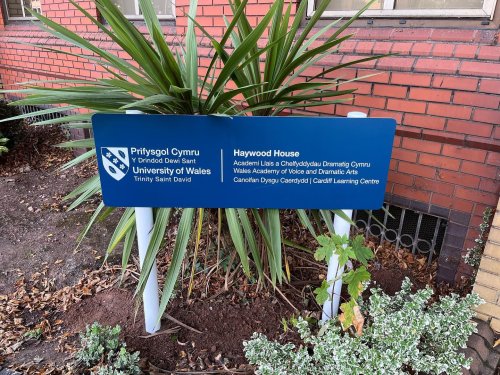 Prifysgol Cymru
Y Drindod Dewi Sant
University of Wales
Trinity Saint David
Haywood House
Academi Llais a Chelfyddydau Dramatig Cymru
Wales Academy of Voice and Dramatic Arts
Canolfan Dysgu Caerdydd | Cardiff Learning Centre